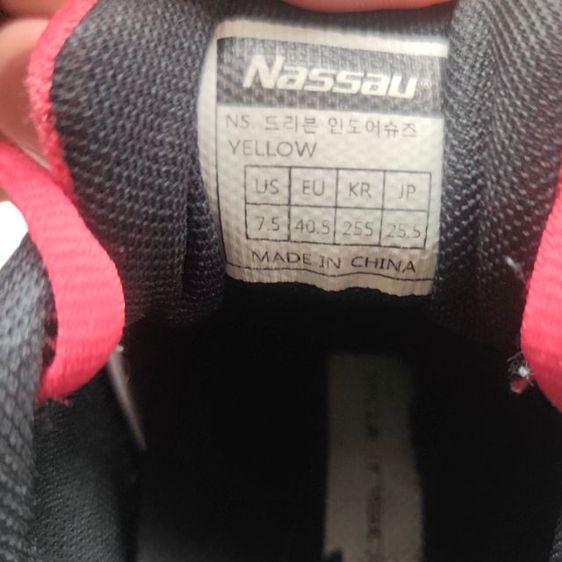 Nassau®
NS. 드리븐 인도어슈즈
YELLOW
US EU KR JP
7.5 40.5 255 25.5
MADE IN CHINA